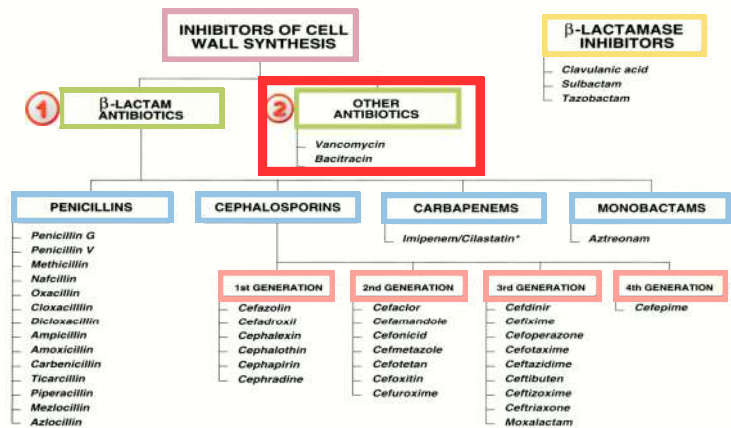 INHIBITORS OF CELL
WALL SYNTHESIS
β-LACTAMASE
INHIBITORS
Clavulanic acid
Sulbactam
Tazobactam
1
β-LACTAM
ANTIBIOTICS
2
OTHER
ANTIBIOTICS
Vancomycin
Bacitracin
PENICILLINS
Penicillin G
Penicillin V
Methicillin
Nafcillin
Oxacillin
Cloxacilllin
Dicloxacillin
Ampicillin
Amoxicillin
Carbenicillin
Ticarcillin
Piperacillin
Mezlocillin
Azlocillin
CEPHALOSPORINS
1st GENERATION
Cefazolin
Cefadroxil
Cephalexin
Cephalothin
Cephapirin
Cephradine
2nd GENERATION
Cefaclor
Cefamandole
Cefonicid
Cefmetazole
Cefotetan
Cefoxitin
Cefuroxime
3rd GENERATION
Cefdinir
Cefixime
Cefoperazone
Cefotaxime
Ceftazidime
Ceftibuten
Ceftizoxime
Ceftriaxone
Moxalactam
4th GENERATION
Cefepime
CARBAPENEMS
Imipenem/Cilastatin*
MONOBACTAMS
Aztreonam